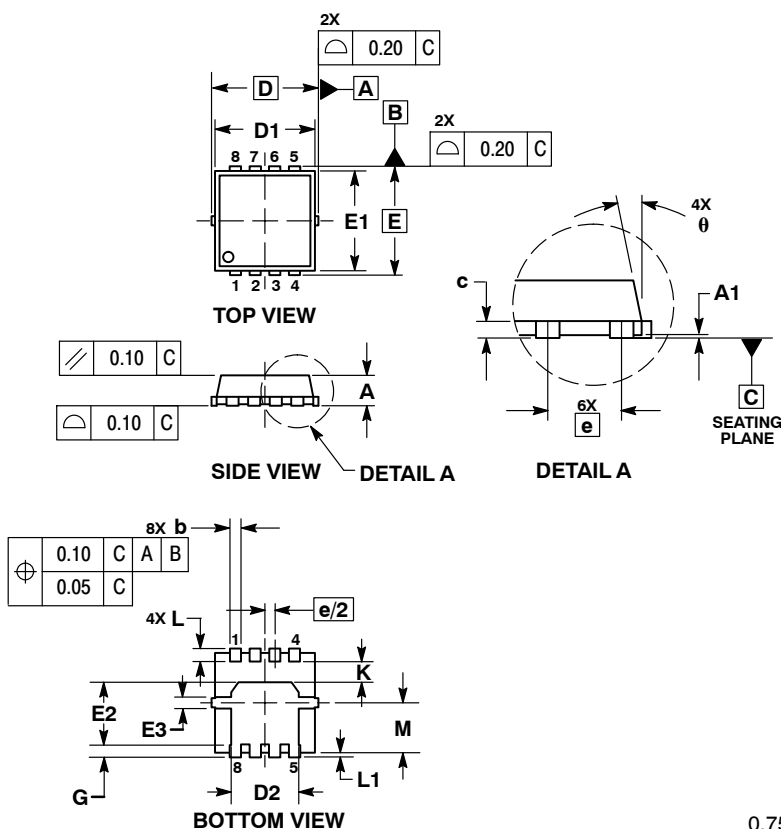 2X
⌓ 0.20 C
D A
B
D1
2X
⌓ 0.20 C
8 7 6 5
E1 E
1 2 3 4
TOP VIEW
4X
θ
c
A1
C
SEATING
PLANE
6X
e
DETAIL A
⫽ 0.10 C
A
⌓ 0.10 C
SIDE VIEW
DETAIL A
8X b
⌖ 0.10 C A B
0.05 C
e/2
4X L
1 4
K
E2
E3
M
8 5
G
D2
L1
BOTTOM VIEW
0.75